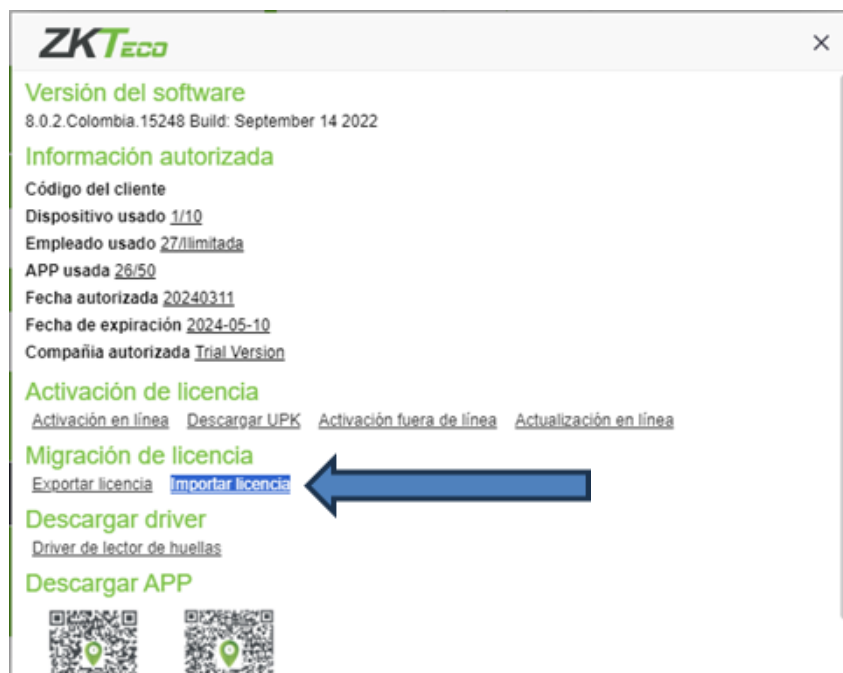 ZKTECO
Versión del software
8.0.2.Colombia.15248 Build: September 14 2022
Información autorizada
Código del cliente
Dispositivo usado 1/10
Empleado usado 27/Ilimitada
APP usada 26/50
Fecha autorizada 20240311
Fecha de expiración 2024-05-10
Compañia autorizada Trial Version
Activación de licencia
Activación en línea Descargar UPK Activación fuera de línea Actualización en línea
Migración de licencia
Exportar licencia Importar licencia
Descargar driver
Driver de lector de huellas
Descargar APP